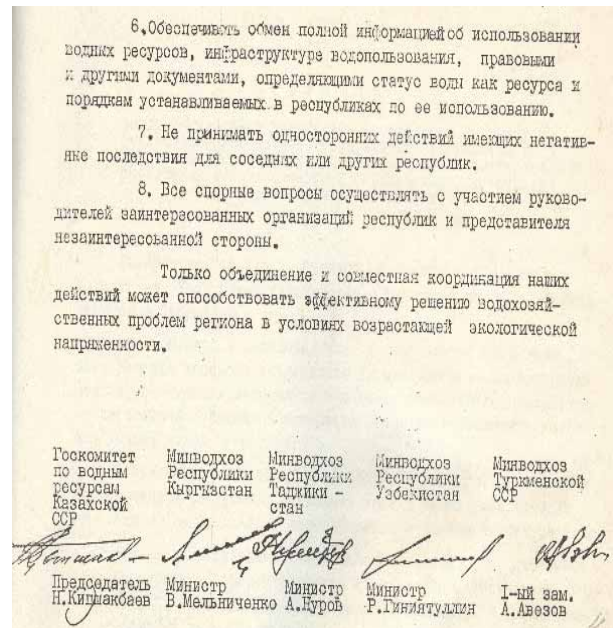 6.Обеспечивать обмен полной информацией об использовании
водных ресурсов, инфраструктуре водопользования, правовыми
и другими документами, определяющими статус воды как ресурса и
порядкам устанавливаемых в республиках по ее использованию.
7. Не принимать односторонних действий имеющих негатив-
ные последствия для соседних или других республик.
8. Все спорные вопросы осуществлять с участием руково-
дителей заинтересованных организаций республик и представителя
незаинтересованной стороны.
Только объединение и совместная координация наших
действий может способствовать эффективному решению водохозяй-
ственных проблем региона в условиях возрастающей экологической
напряженности.
Госкомитет Минводхоз Минводхоз Минводхоз Минводхоз
по водным Республики Республики Республики Туркменской
ресурсам Кыргызстан Таджики - Узбекистан ССР
Казахской стан
ССР
Председатель Министр Министр Министр I-ый зам.
Н.Кипшакбаев В.Мельниченко А.Нуров Р.Гиниятуллин А.Авезов